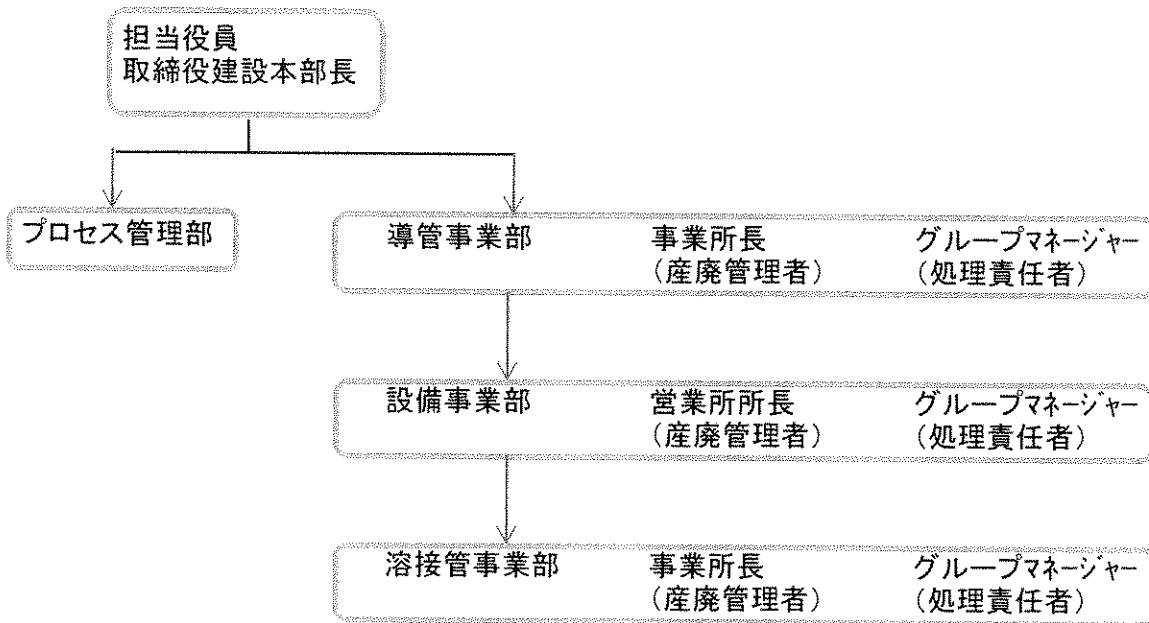 担当役員
取締役建設本部長
プロセス管理部
導管事業部 事業所長 グループマネージャー
(産廃管理者) (処理責任者)
設備事業部 営業所所長 グループマネージャー
(産廃管理者) (処理責任者)
溶接管事業部 事業所長 グループマネージャー
(産廃管理者) (処理責任者)